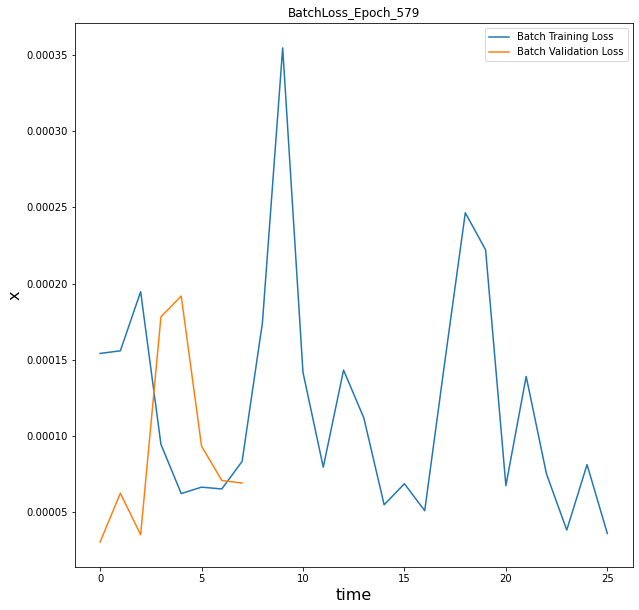 BatchLoss_Epoch_579
Batch Training Loss
Batch Validation Loss
0.00035
0.00030
0.00025
0.00020
0.00015
0.00010
0.00005
x
0 5 10 15 20 25
time